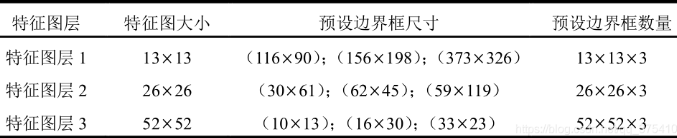 特征图层 特征图大小 预设边界框尺寸 预设边界框数量
特征图层 1 13×13 (116×90); (156×198); (373×326) 13×13×3
特征图层 2 26×26 (30×61); (62×45); (59×119) 26×26×3
特征图层 3 52×52 (10×13); (16×30); (33×23) 52×52×3